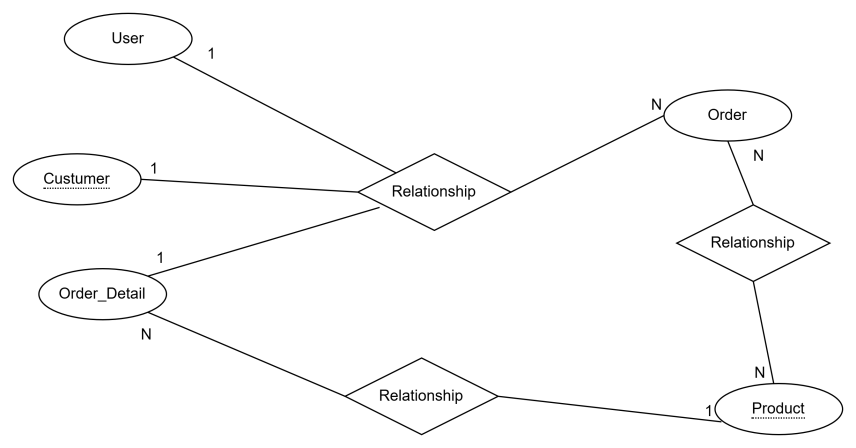 User
1
N
Order
N
Custumer
1
Relationship
Relationship
1
Order_Detail
N
Relationship
N
1
Product